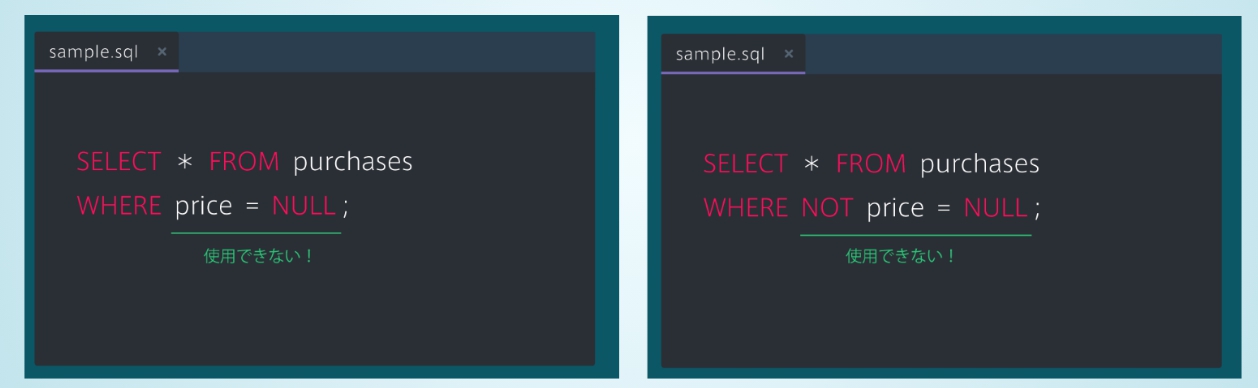 sample.sql ×
SELECT * FROM purchases
WHERE price = NULL ;
使用できない！
sample.sql ×
SELECT * FROM purchases
WHERE NOT price = NULL ;
使用できない！